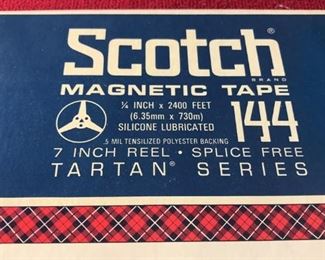 Scotch
BRAND
MAGNETIC TAPE
¼ INCH x 2400 FEET
(6.35mm x 730m)
SILICONE LUBRICATED
144
.5 MIL TENSILIZED POLYESTER BACKING
7 INCH REEL • SPLICE FREE
TARTAN® SERIES